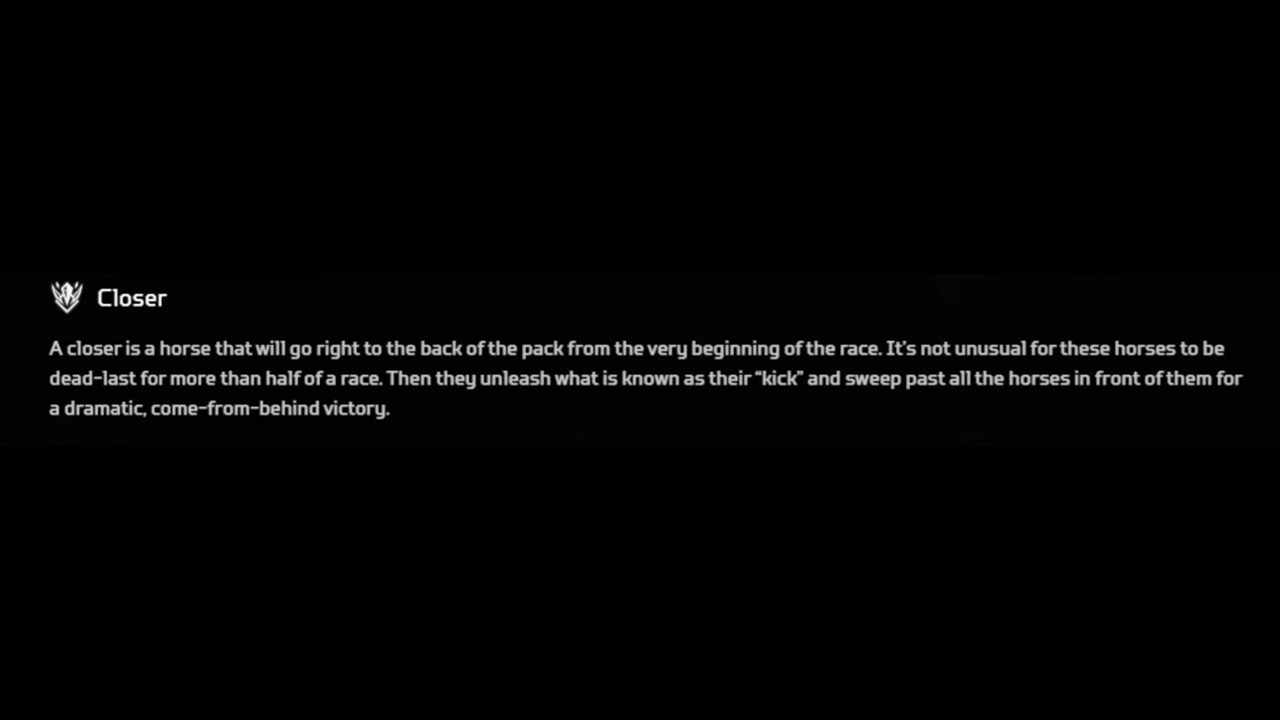 Closer
A closer is a horse that will go right to the back of the pack from the very beginning of the race. It's not unusual for these horses to be
dead-last for more than half of a race. Then they unleash what is known as their "kick" and sweep past all the horses in front of them for
a dramatic, come-from-behind victory.